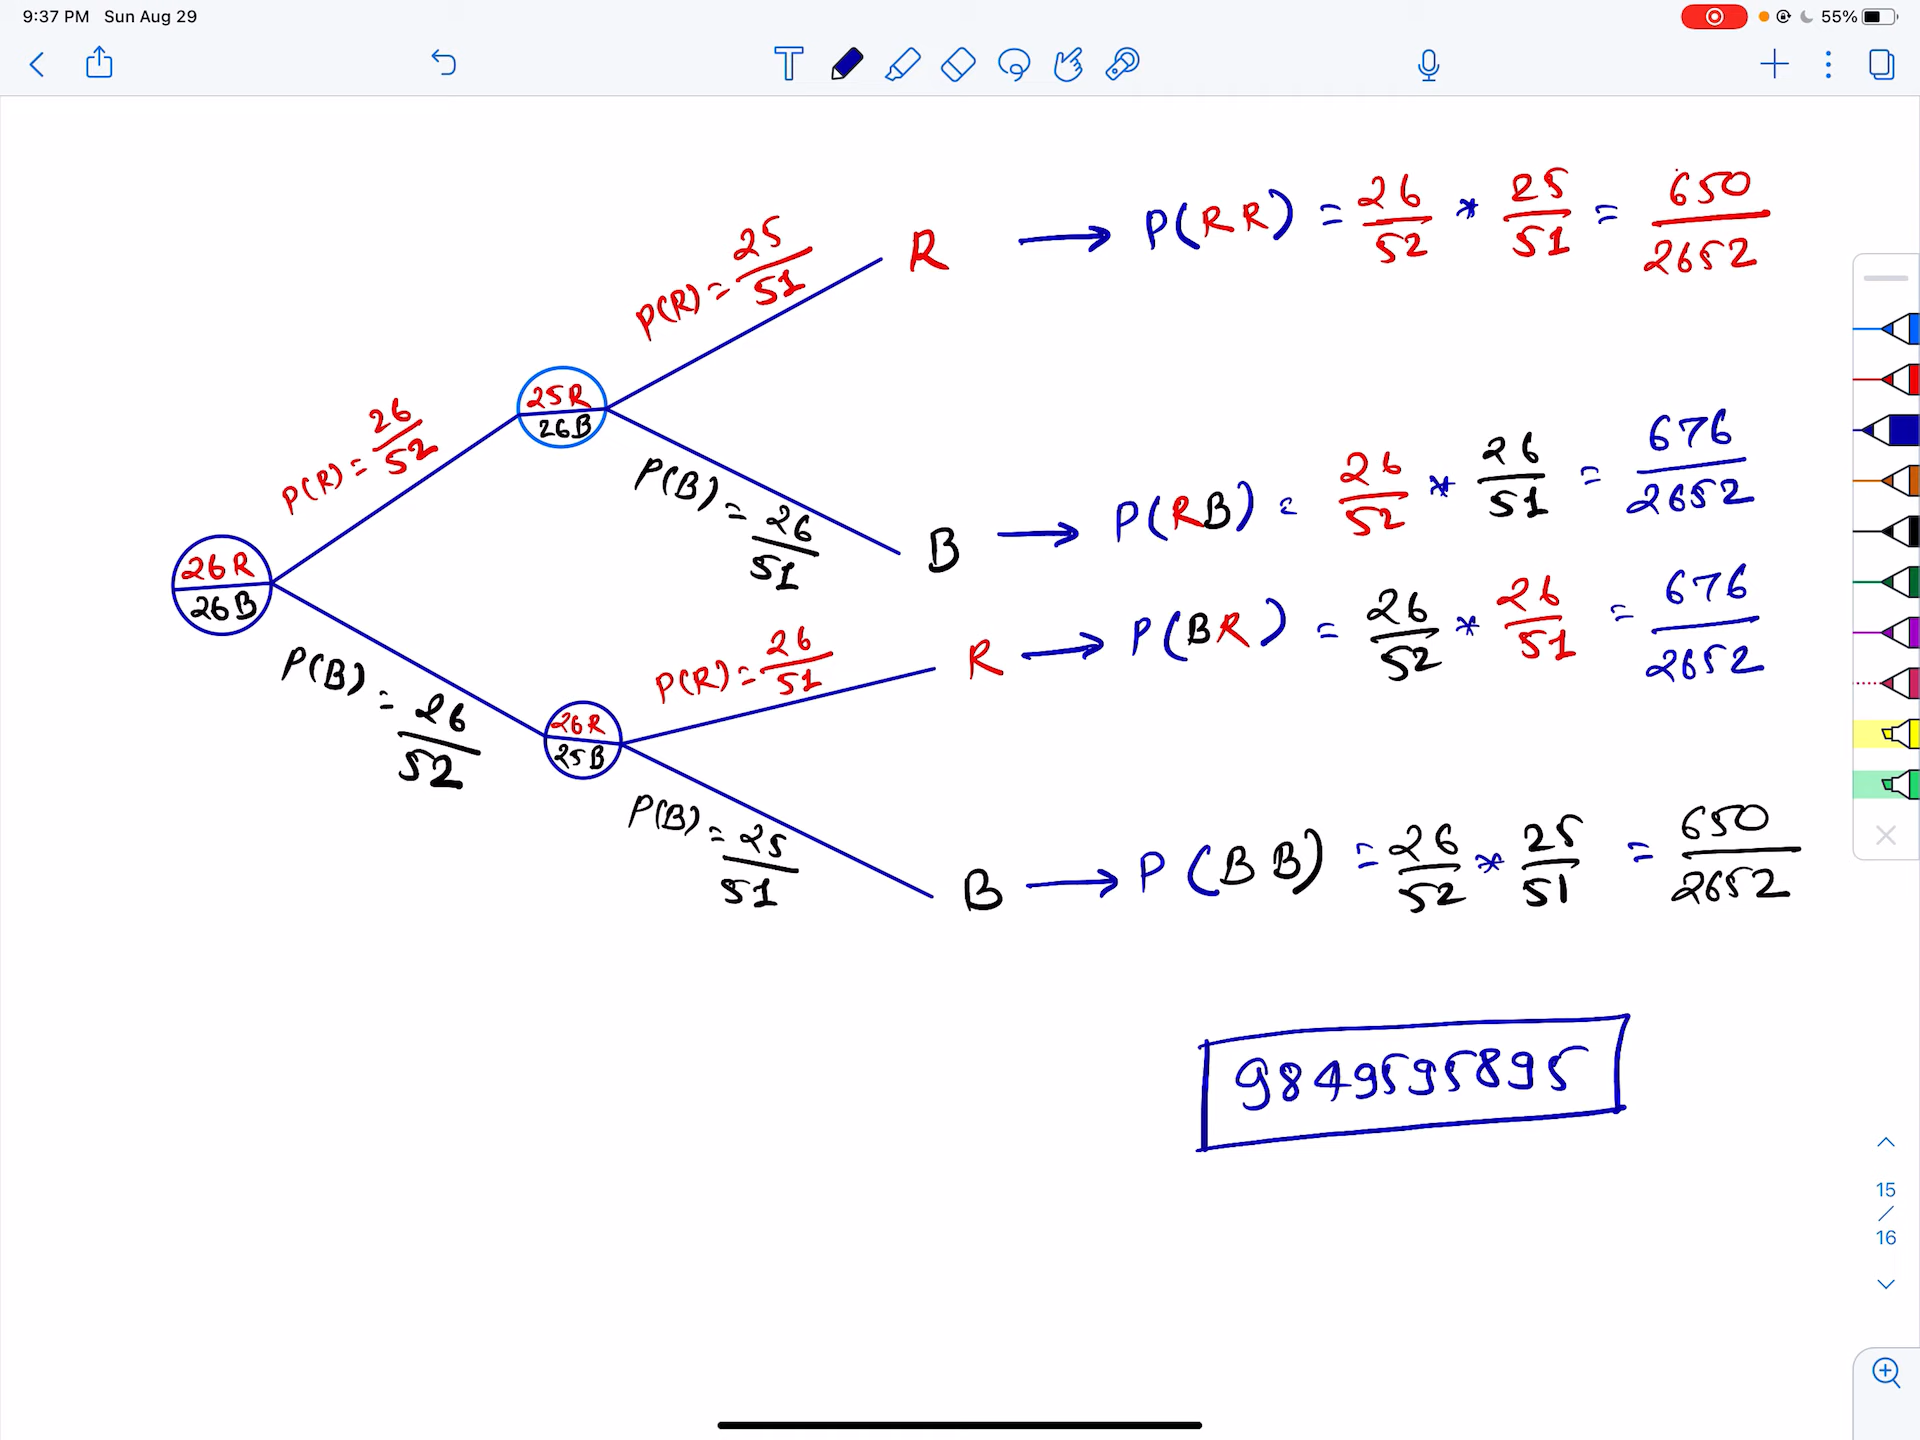 9:37 PM Sun Aug 29
55%
T
P(R) = 25/51
R → P(RR) = 26/52 * 25/51 = 650/2652
P(R) = 26/52
25R
26B
P(B) = 26/51
B → P(RB) = 26/52 * 26/51 = 676/2652
26R
26B
P(R) = 26/51
R → P(BR) = 26/52 * 26/51 = 676/2652
P(B) = 26/52
26R
25B
P(B) = 25/51
B → P(BB) = 26/52 * 25/51 = 650/2652
9849595895
15
/
16